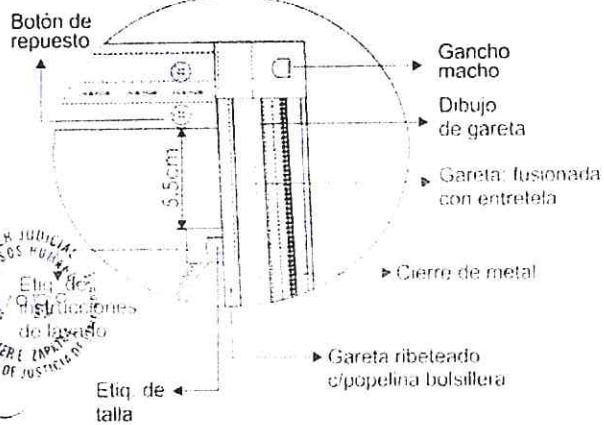 Botón de
repuesto
Gancho
macho
Dibujo
de gareta
5.5cm
Gareta: fusionada
con entretela
Cierre de metal
Etiq. de
instrucciones
de lavado
Gareta ribeteado
c/popelina bolsillera
Etiq. de
talla